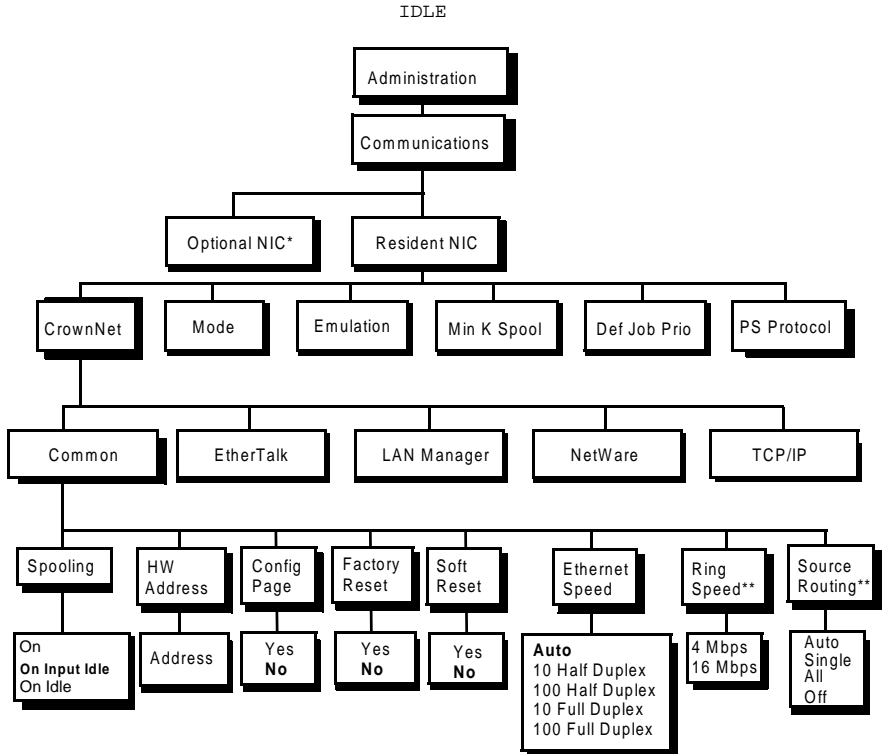 IDLE
Administration
Communications
Optional NIC*
Resident NIC
CrownNet
Mode
Emulation
Min K Spool
Def Job Prio
PS Protocol
Common
EtherTalk
LAN Manager
NetWare
TCP/IP
Spooling
HW
Address
Config
Page
Factory
Reset
Soft
Reset
Ethernet
Speed
Ring
Speed**
Source
Routing**
On
On Input Idle
On Idle
Address
Yes
No
Yes
No
Yes
No
Auto
10 Half Duplex
100 Half Duplex
10 Full Duplex
100 Full Duplex
4 Mbps
16 Mbps
Auto
Single
All
Off